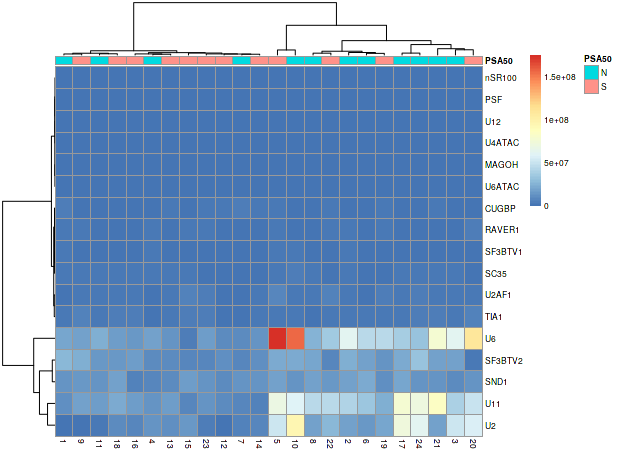 PSA50
PSA50
N
S
1.5e+08
1e+08
5e+07
0
nSR100
PSF
U12
U4ATAC
MAGOH
U6ATAC
CUGBP
RAVER1
SF3BTV1
SC35
U2AF1
TIA1
U6
SF3BTV2
SND1
U11
U2
1 9 11 18 16 4 13 15 23 12 7 14 5 10 8 22 2 6 19 17 24 21 3 20